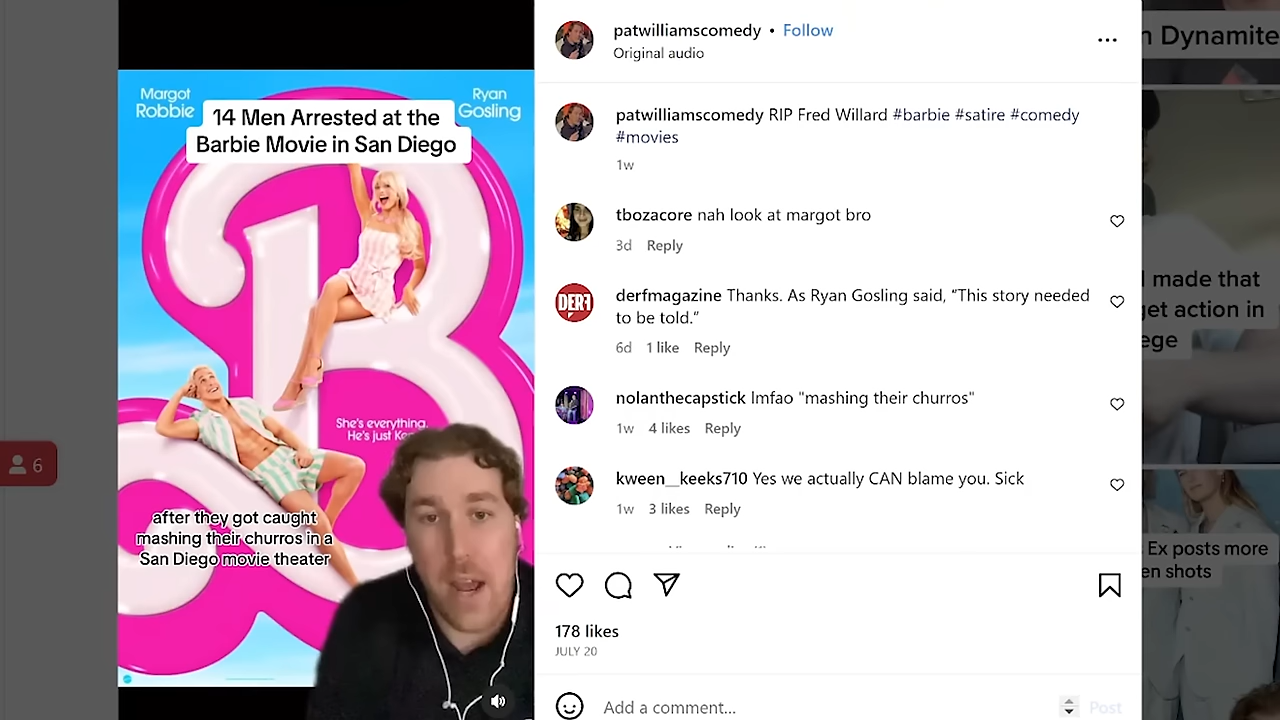 Margot
Robbie
Ryan
Gosling
14 Men Arrested at the
Barbie Movie in San Diego
She's everything.
He's just
after they got caught
mashing their churros in a
San Diego movie theater
6
patwilliamscomedy • Follow
Original audio
patwilliamscomedy RIP Fred Willard #barbie #satire #comedy
#movies
1w
tbozacore nah look at margot bro
3d Reply
derfmagazine Thanks. As Ryan Gosling said, “This story needed
to be told.”
6d 1 like Reply
DERF
nolanthecapstick lmfao "mashing their churros"
1w 4 likes Reply
kween__keeks710 Yes we actually CAN blame you. Sick
1w 3 likes Reply
178 likes
JULY 20
Add a comment...
Post
n Dynamite
made that
get action in
ege
Ex posts more
en shots